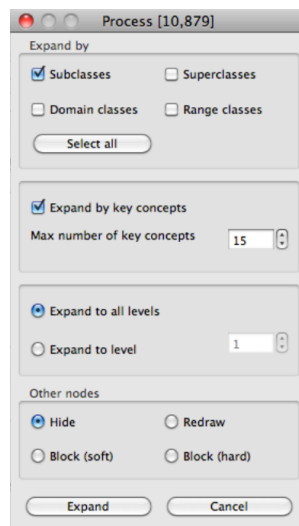 Process [10,879]
Expand by
Subclasses Superclasses
Domain classes Range classes
Select all
Expand by key concepts
Max number of key concepts 15
Expand to all levels
Expand to level 1
Other nodes
Hide Redraw
Block (soft) Block (hard)
Expand Cancel